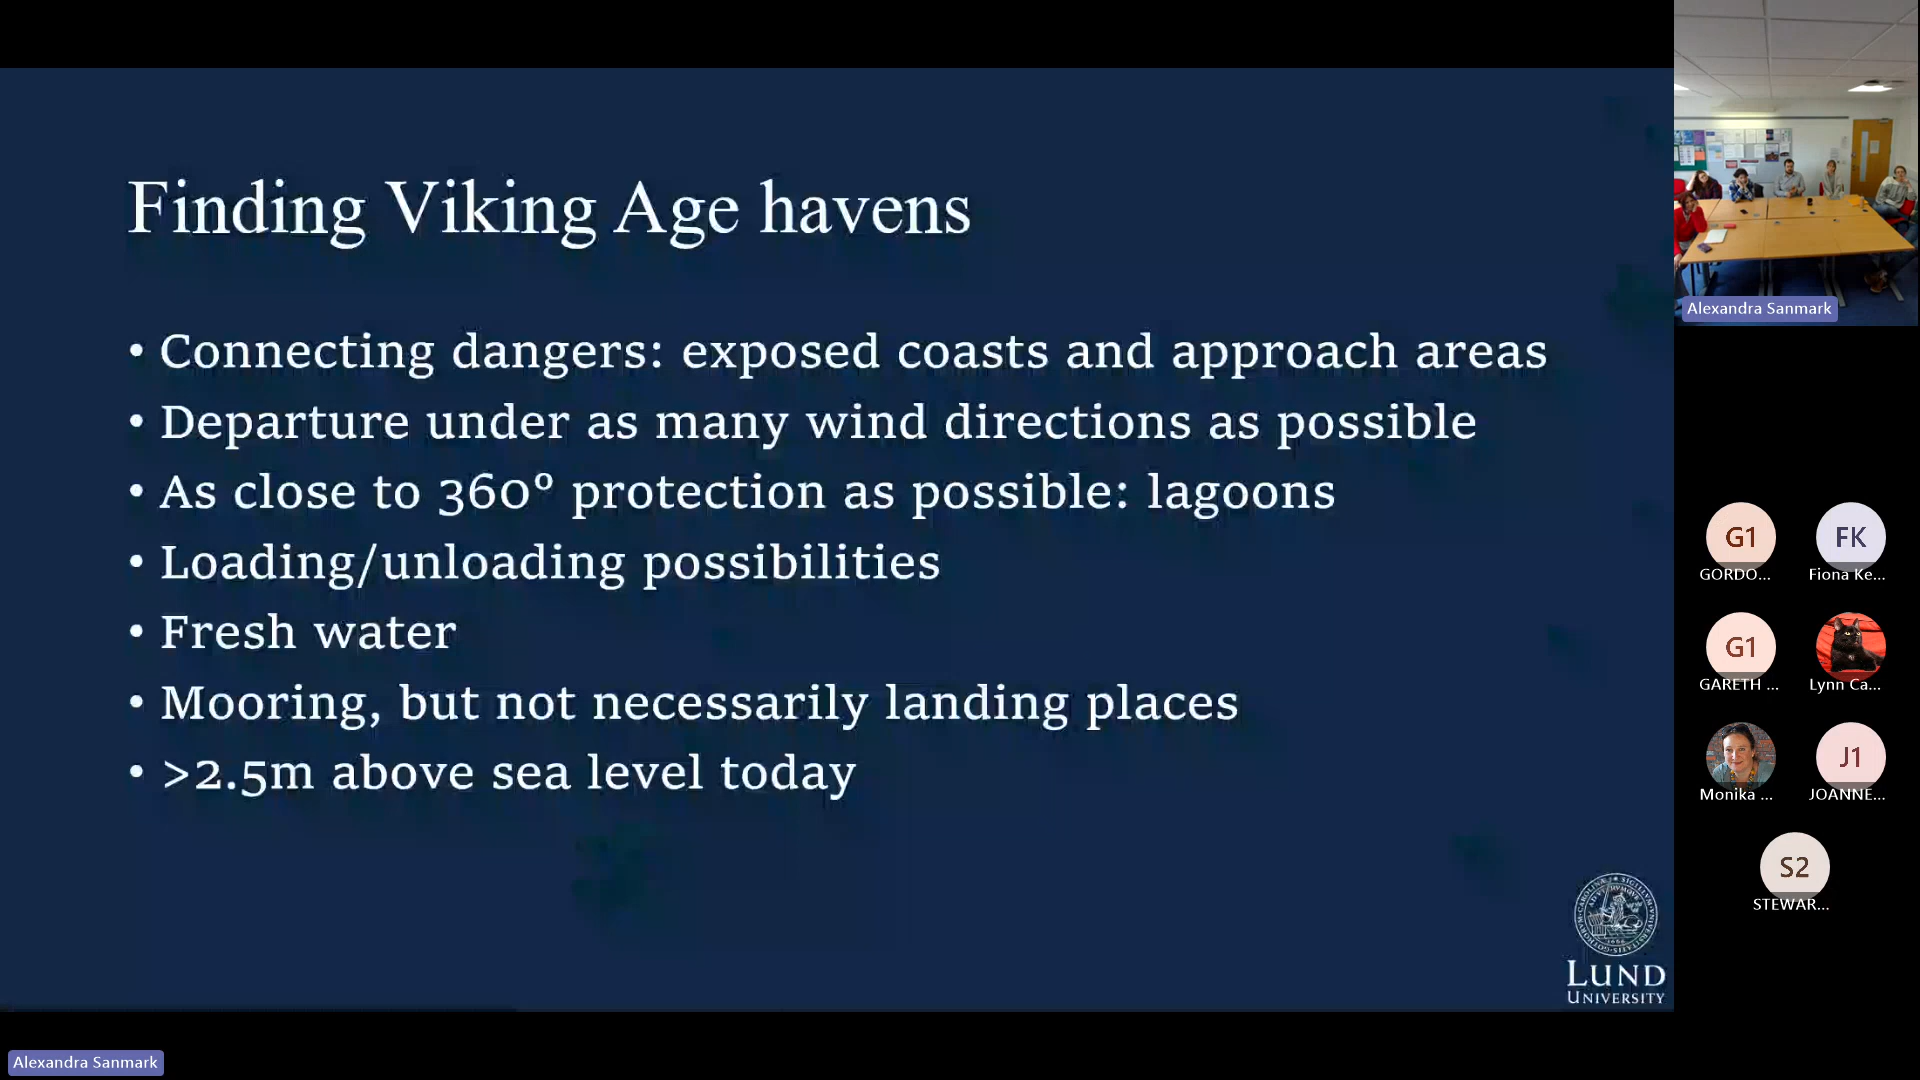 Finding Viking Age havens
• Connecting dangers: exposed coasts and approach areas
• Departure under as many wind directions as possible
• As close to 360° protection as possible: lagoons
• Loading/unloading possibilities
• Fresh water
• Mooring, but not necessarily landing places
• >2.5m above sea level today
LUND
UNIVERSITY
Alexandra Sanmark
Alexandra Sanmark
G1
GORDO...
FK
Fiona Ke...
G1
GARETH ...
Lynn Ca...
Monika ...
J1
JOANNE...
S2
STEWAR...